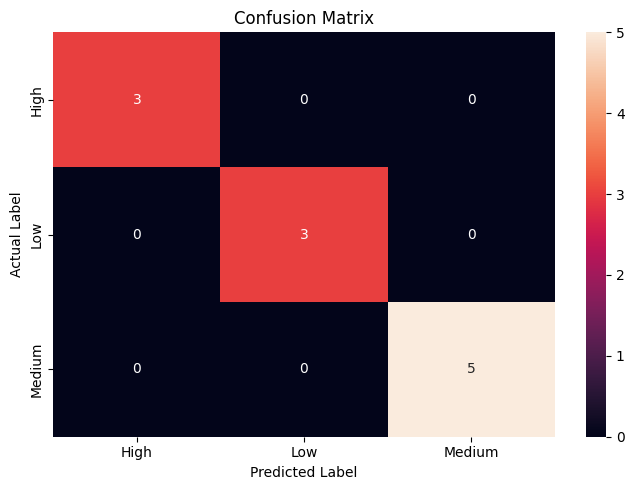 Confusion Matrix
Actual Label
High
Low
Medium
3 0 0
0 3 0
0 0 5
High Low Medium
Predicted Label
5
4
3
2
1
0